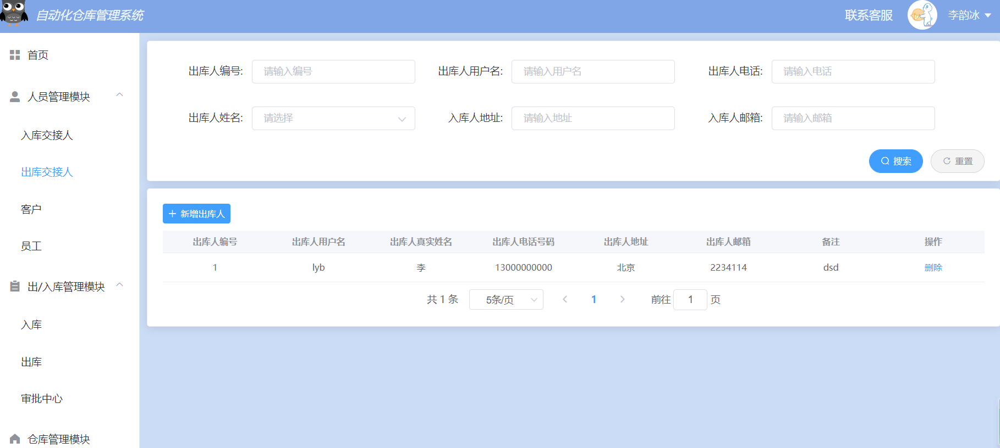 自动化仓库管理系统
联系客服
李韵冰
首页
人员管理模块
入库交接人
出库交接人
客户
员工
出/入库管理模块
入库
出库
审批中心
仓库管理模块
出库人编号: 请输入编号 出库人用户名: 请输入用户名 出库人电话: 请输入电话
出库人姓名: 请选择 入库人地址: 请输入地址 入库人邮箱: 请输入邮箱
搜索 重置
新增出库人
出库人编号 出库人用户名 出库人真实姓名 出库人电话号码 出库人地址 出库人邮箱 备注 操作
1 lyb 李 13000000000 北京 2234114 dsd 删除
共 1 条 5条/页 1 前往 1 页